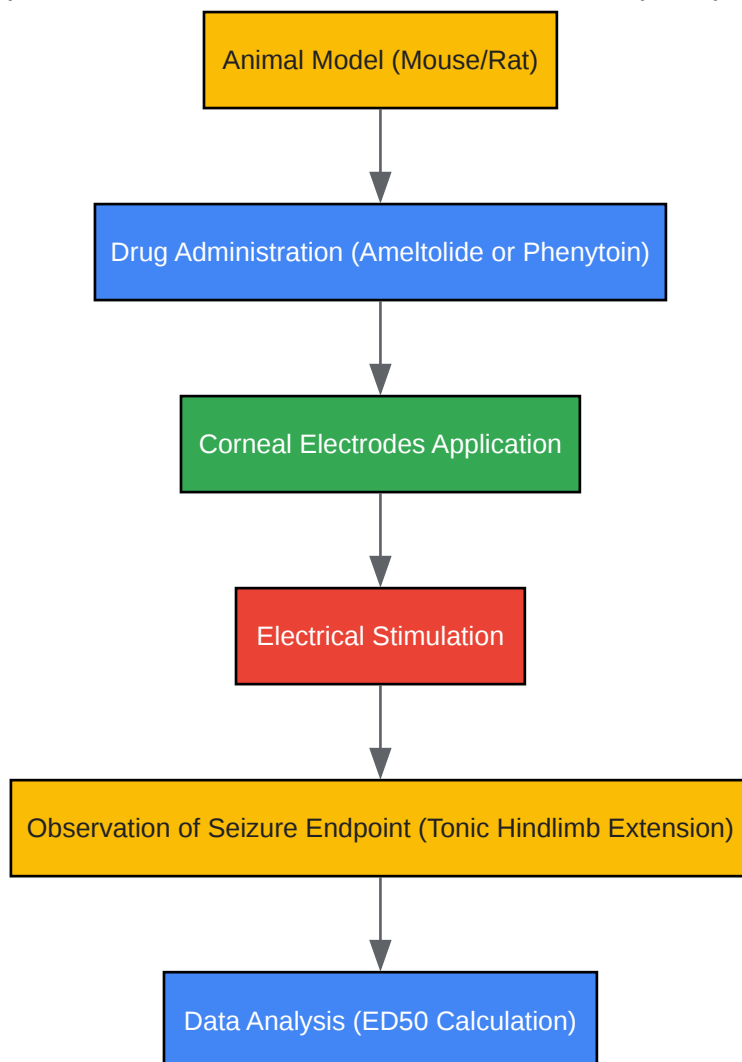 Animal Model (Mouse/Rat)
Drug Administration (Ameltolide or Phenytoin)
Corneal Electrodes Application
Electrical Stimulation
Observation of Seizure Endpoint (Tonic Hindlimb Extension)
Data Analysis (ED50 Calculation)